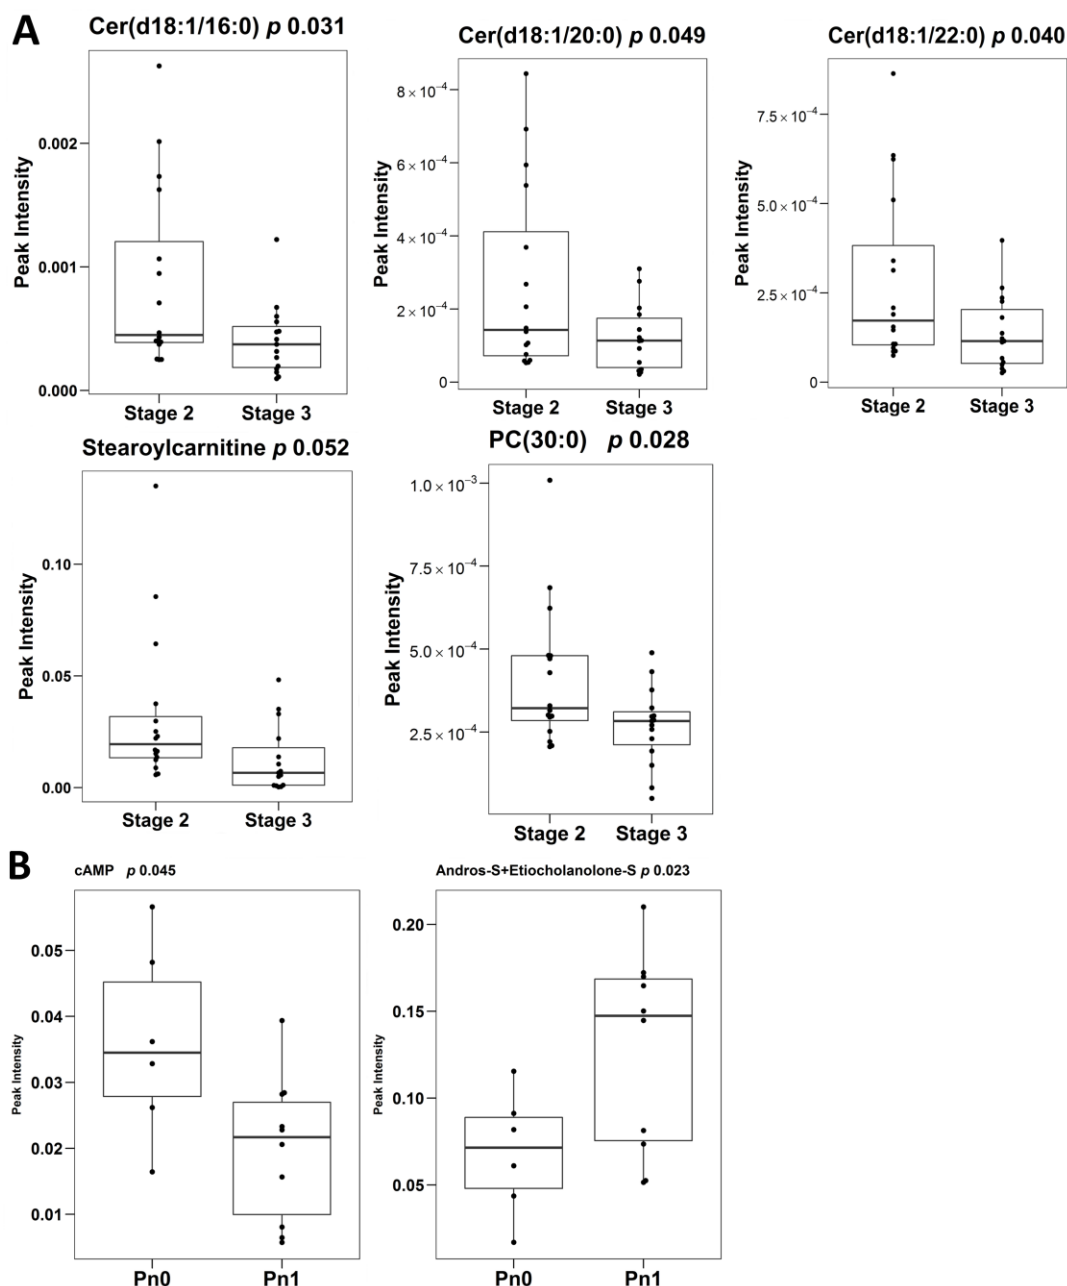 A
Cer(d18:1/16:0) p 0.031
Cer(d18:1/20:0) p 0.049
Cer(d18:1/22:0) p 0.040
Peak Intensity
0.002
0.001
0.000
Stage 2 Stage 3
Peak Intensity
8 × 10⁻⁴
6 × 10⁻⁴
4 × 10⁻⁴
2 × 10⁻⁴
0
Stage 2 Stage 3
Peak Intensity
7.5 × 10⁻⁴
5.0 × 10⁻⁴
2.5 × 10⁻⁴
0
Stage 2 Stage 3
Stearoylcarnitine p 0.052
Peak Intensity
0.10
0.05
0.00
Stage 2 Stage 3
PC(30:0) p 0.028
Peak Intensity
1.0 × 10⁻³
7.5 × 10⁻⁴
5.0 × 10⁻⁴
2.5 × 10⁻⁴
Stage 2 Stage 3
B
cAMP p 0.045
Peak Intensity
0.05
0.04
0.03
0.02
0.01
Pn0 Pn1
Andros-S+Etiocholanolone-S p 0.023
Peak Intensity
0.20
0.15
0.10
0.05
Pn0 Pn1